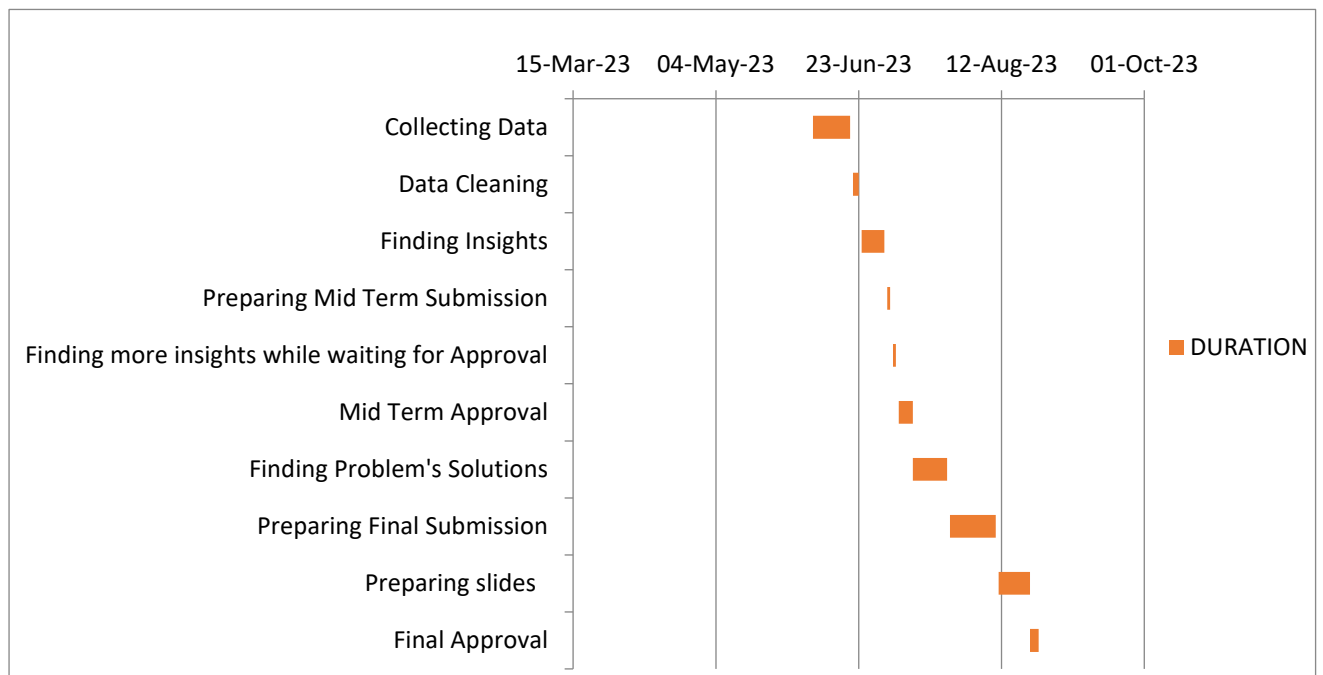 15-Mar-23 04-May-23 23-Jun-23 12-Aug-23 01-Oct-23
Collecting Data
Data Cleaning
Finding Insights
Preparing Mid Term Submission
Finding more insights while waiting for Approval
DURATION
Mid Term Approval
Finding Problem's Solutions
Preparing Final Submission
Preparing slides
Final Approval